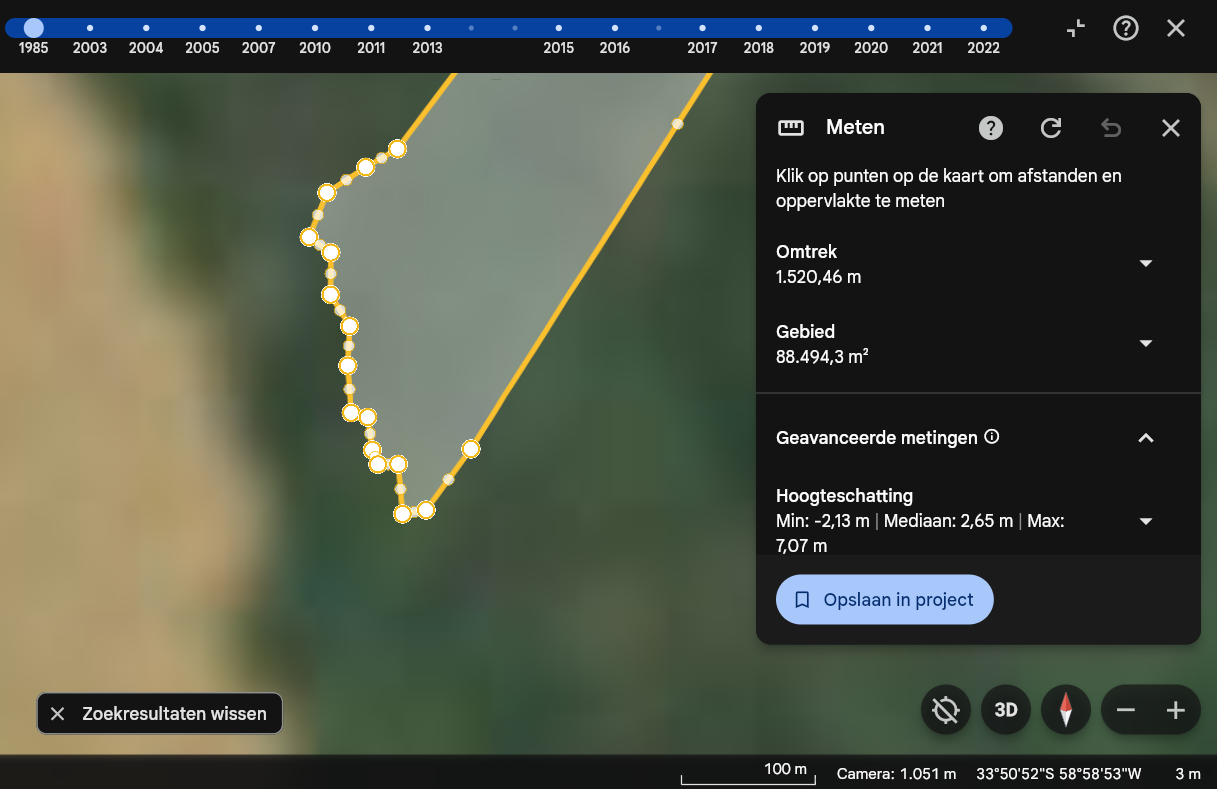 1985 2003 2004 2005 2007 2010 2011 2013 2015 2016 2017 2018 2019 2020 2021 2022
Meten
Klik op punten op de kaart om afstanden en
oppervlakte te meten
Omtrek
1.520,46 m
Gebied
88.494,3 m²
Geavanceerde metingen
Hoogteschatting
Min: -2,13 m | Mediaan: 2,65 m | Max:
7,07 m
Opslaan in project
Zoekresultaten wissen
3D
100 m
Camera: 1.051 m
33°50'52"S 58°58'53"W
3 m